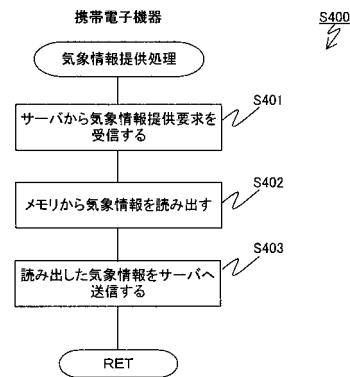 携帯電子機器
S400
気象情報提供処理
S401
サーバから気象情報提供要求を
受信する
S402
メモリから気象情報を読み出す
S403
読み出した気象情報をサーバへ
送信する
RET